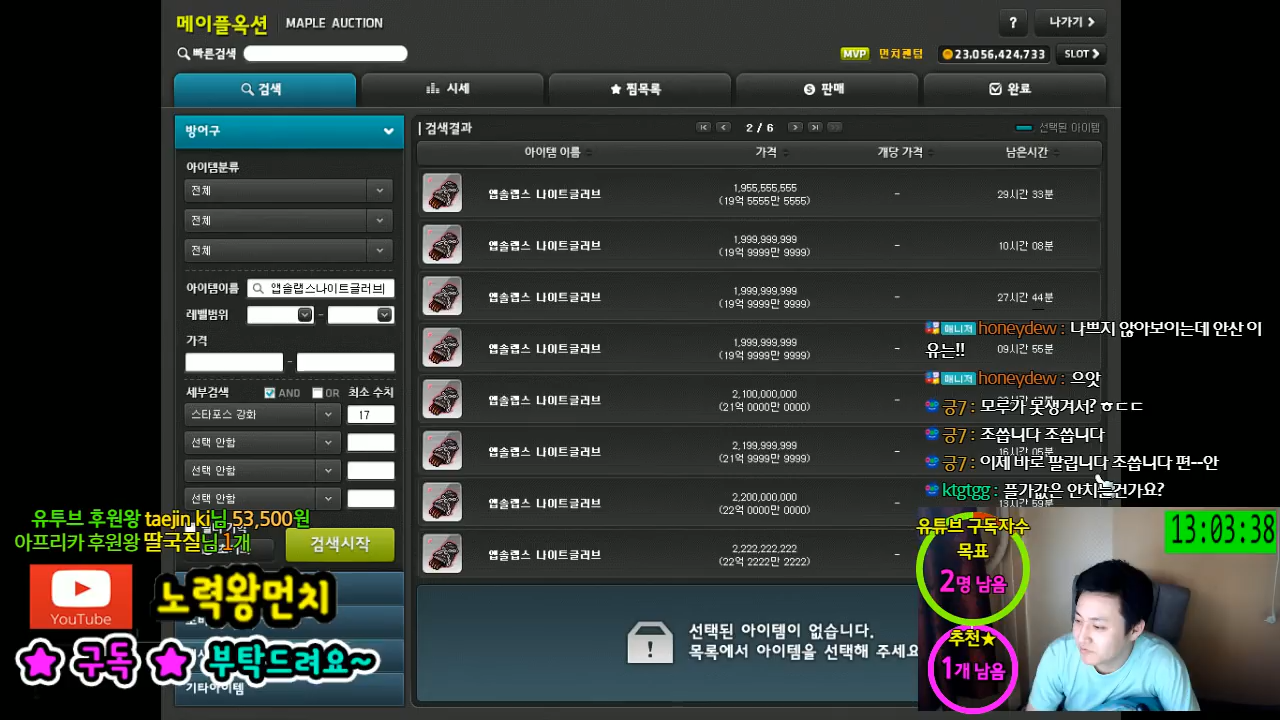 메이플옥션 MAPLE AUCTION
? 나가기
빠른검색
MVP 먼치렌텀 23,056,424,733 SLOT
검색 시세 찜목록 판매 완료
방어구
아이템분류
전체
전체
전체
아이템이름 앱솔랩스나이트글러브
레벨범위 -
가격
-
세부검색 AND OR 최소 수치
스타포스 강화 17
선택 안함
선택 안함
선택 안함
검색시작
기타아이템
검색결과 2 / 6 선택된 아이템
아이템 이름 가격 개당 가격 남은시간
앱솔랩스 나이트글러브 1,955,555,555 - 29시간 33분
(19억 5555만 5555)
앱솔랩스 나이트글러브 1,999,999,999 - 10시간 08분
(19억 9999만 9999)
앱솔랩스 나이트글러브 1,999,999,999 - 27시간 44분
(19억 9999만 9999)
앱솔랩스 나이트글러브 1,999,999,999 - 09시간 55분
(19억 9999만 9999)
앱솔랩스 나이트글러브 2,100,000,000 -
(21억 0000만 0000)
앱솔랩스 나이트글러브 2,199,999,999 -
(21억 9999만 9999)
앱솔랩스 나이트글러브 2,200,000,000 -
(22억 0000만 0000)
앱솔랩스 나이트글러브 2,222,222,222 -
(22억 2222만 2222)
선택된 아이템이 없습니다.
목록에서 아이템을 선택해 주세요
매니저 honeydew : 나쁘지 않아보이는데 안산 이
유는!!
매니저 honeydew : 으앗
긍7 : 모루가 못생겨서? ㅎㄷㄷ
긍7 : 조씁니다 조씁니다
긍7 : 이제 바로 팔립니다 조씁니다 편--안
ktgtgg : 플가값은 안치는건가요?
유튜브 후원왕 taejin ki님 53,500원
아프리카 후원왕 딸국질님 1개
YouTube
노력왕먼치
★ 구독 ★ 부탁드려요~
유튜브 구독자수
목표
2명 남음
추천★
1개 남음
13:03:38